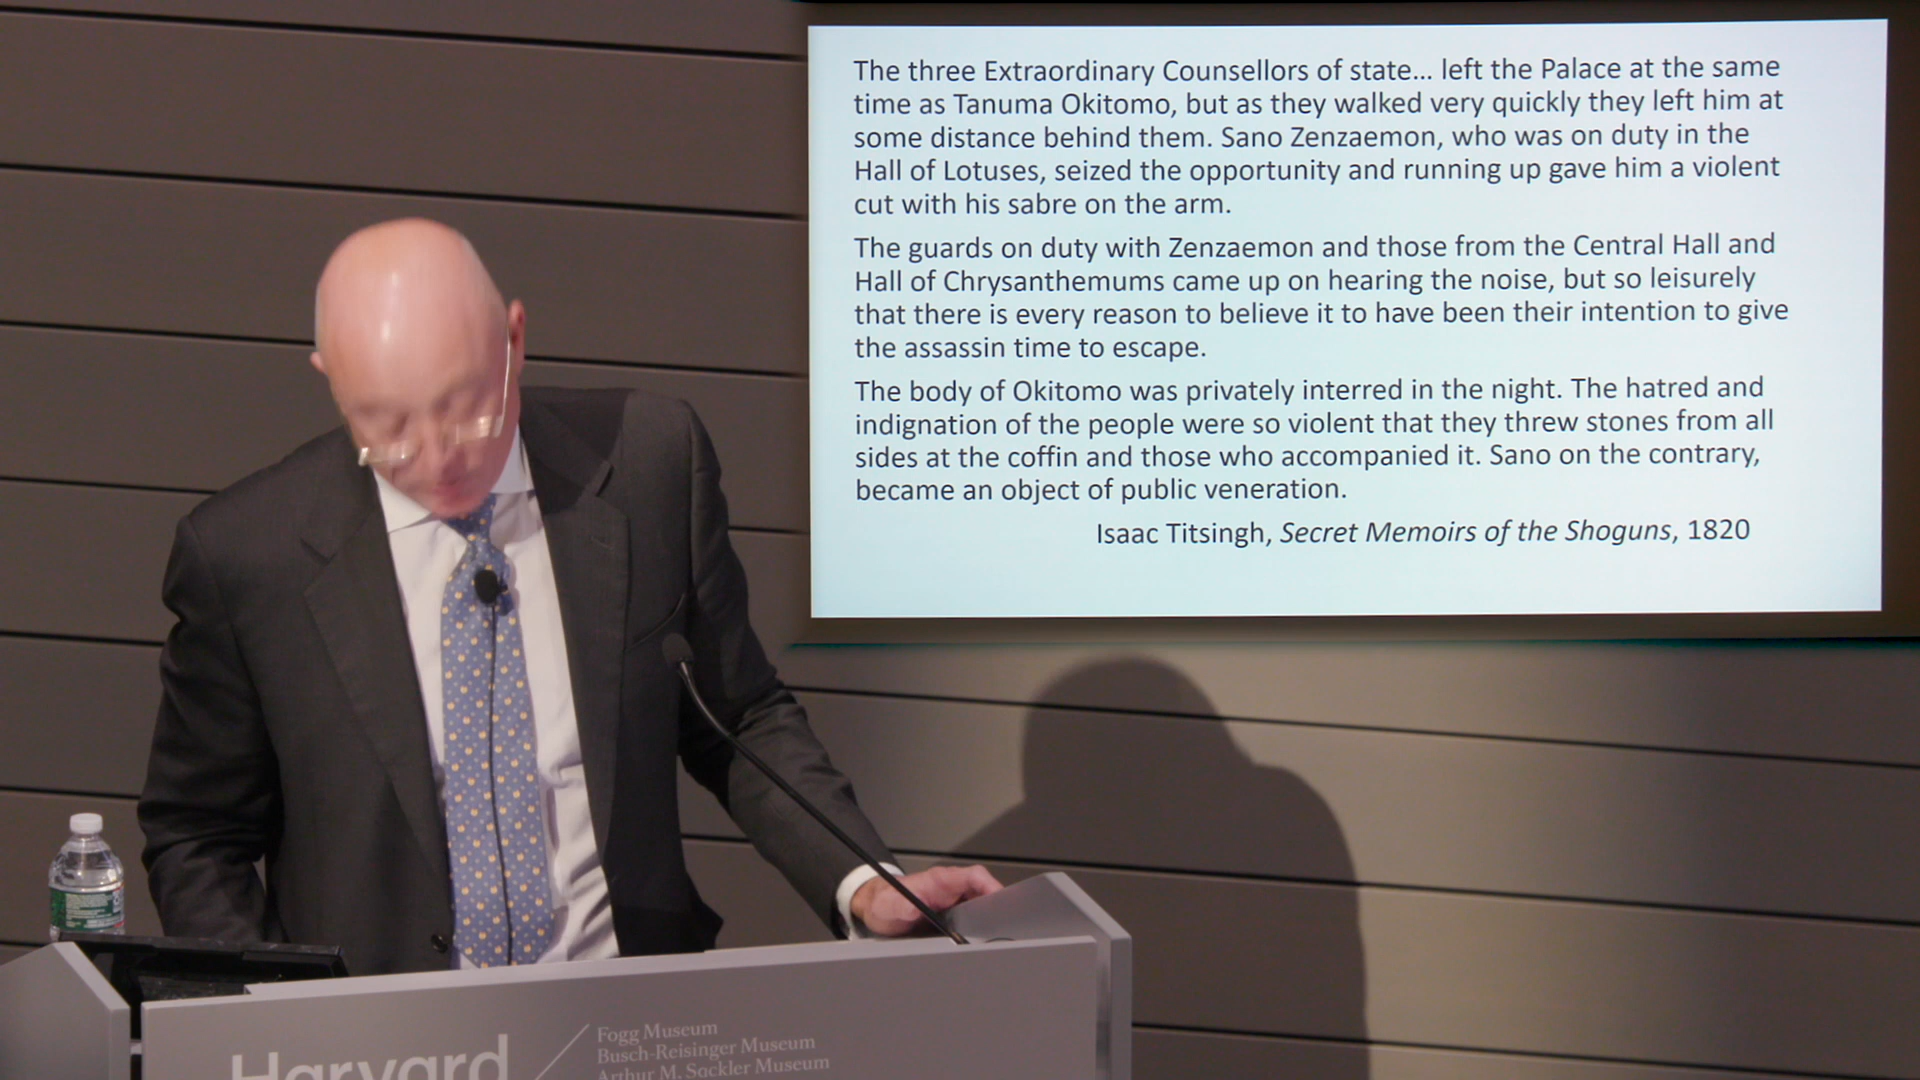 The three Extraordinary Counsellors of state... left the Palace at the same
time as Tanuma Okitomo, but as they walked very quickly they left him at
some distance behind them. Sano Zenzaemon, who was on duty in the
Hall of Lotuses, seized the opportunity and running up gave him a violent
cut with his sabre on the arm.
The guards on duty with Zenzaemon and those from the Central Hall and
Hall of Chrysanthemums came up on hearing the noise, but so leisurely
that there is every reason to believe it to have been their intention to give
the assassin time to escape.
The body of Okitomo was privately interred in the night. The hatred and
indignation of the people were so violent that they threw stones from all
sides at the coffin and those who accompanied it. Sano on the contrary,
became an object of public veneration.
Isaac Titsingh, Secret Memoirs of the Shoguns, 1820
Harvard
Fogg Museum
Busch-Reisinger Museum
Arthur M. Sackler Museum